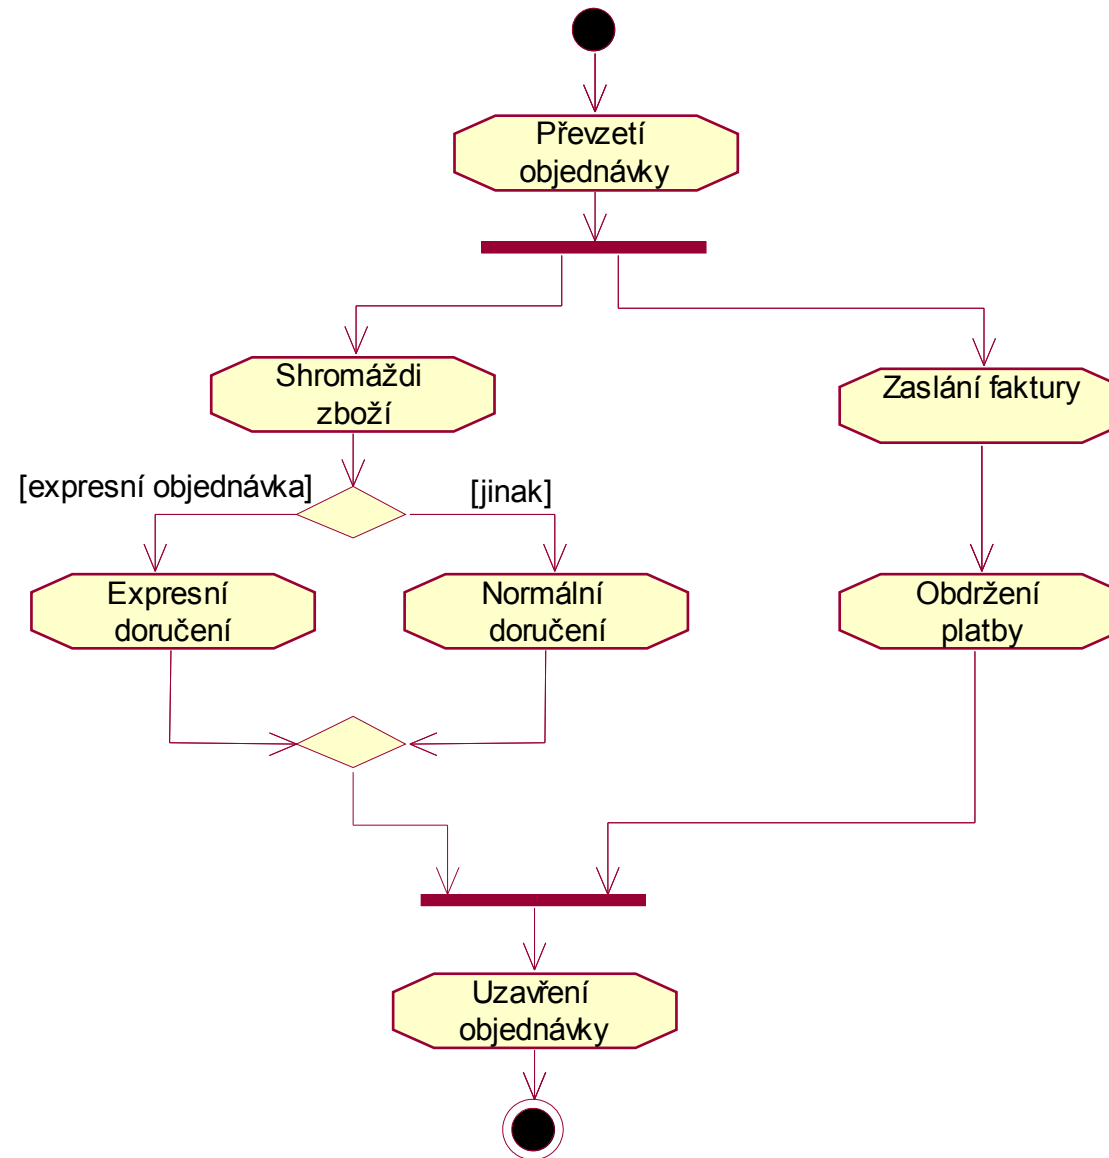 Převzetí
objednávky
Shromáždi
zboží
Zaslání faktury
[expresní objednávka]
[jinak]
Expresní
doručení
Normální
doručení
Obdržení
platby
Uzavření
objednávky